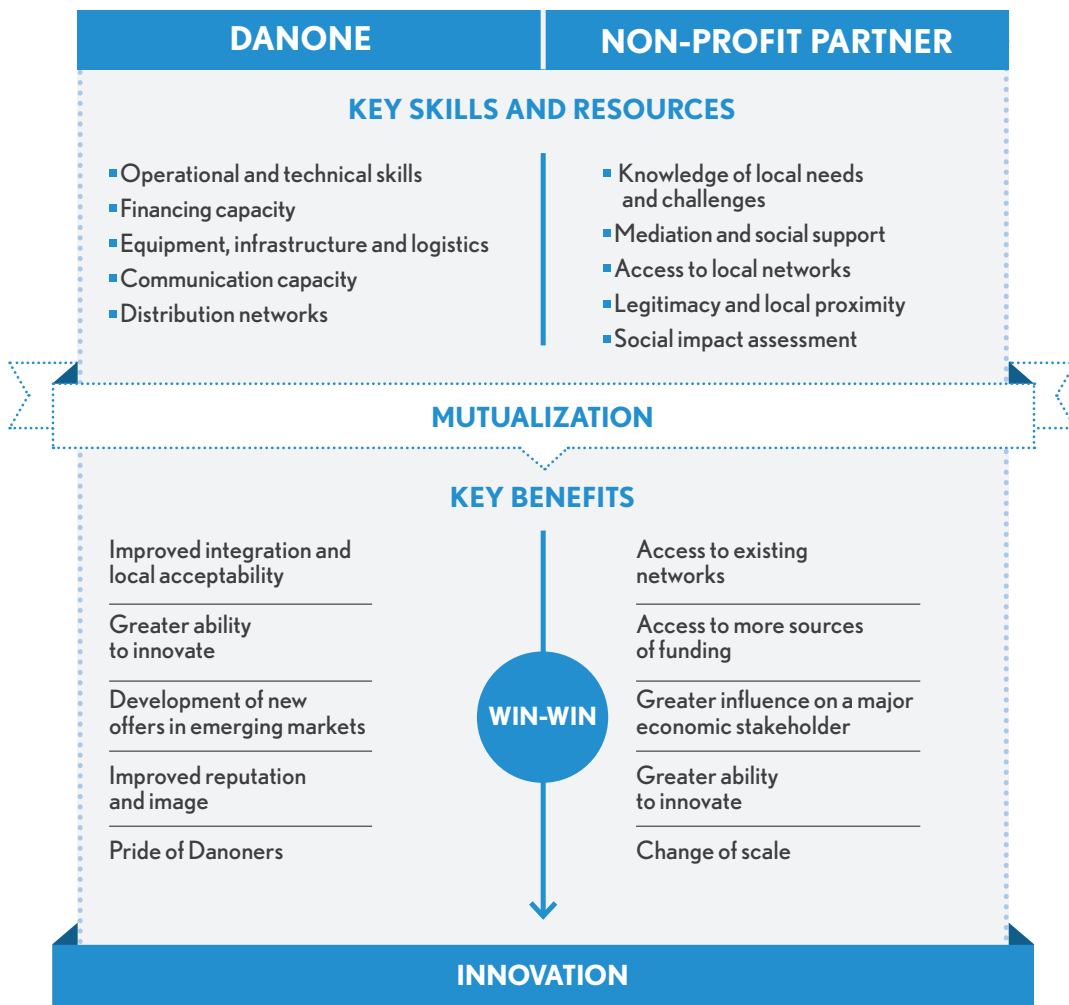 DANONE
NON-PROFIT PARTNER
KEY SKILLS AND RESOURCES
Operational and technical skills
Financing capacity
Equipment, infrastructure and logistics
Communication capacity
Distribution networks
Knowledge of local needs
and challenges
Mediation and social support
Access to local networks
Legitimacy and local proximity
Social impact assessment
MUTUALIZATION
KEY BENEFITS
Improved integration and
local acceptability
Greater ability
to innovate
Development of new
offers in emerging markets
Improved reputation
and image
Pride of Danoners
WIN-WIN
Access to existing
networks
Access to more sources
of funding
Greater influence on a major
economic stakeholder
Greater ability
to innovate
Change of scale
INNOVATION